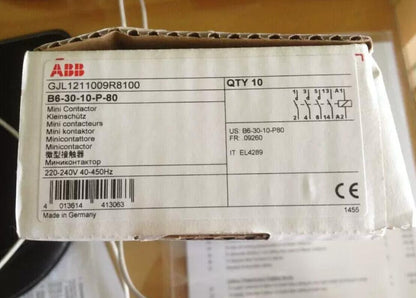 ABB
GJL1211009R8100
B6-30-10-P-80
Mini Contactor
Kleinschütz
Mini contacteurs
Mini kontaktor
Minicontattore
Minicontactor
微型接触器
Миниконтактор
220-240V 40-450Hz
4 013614 413063
Made in Germany
QTY 10
1 3 5 13 A1
2 4 6 14 A2
US: B6-30-10-P80
FR: 09260
IT EL4289
CE
1455